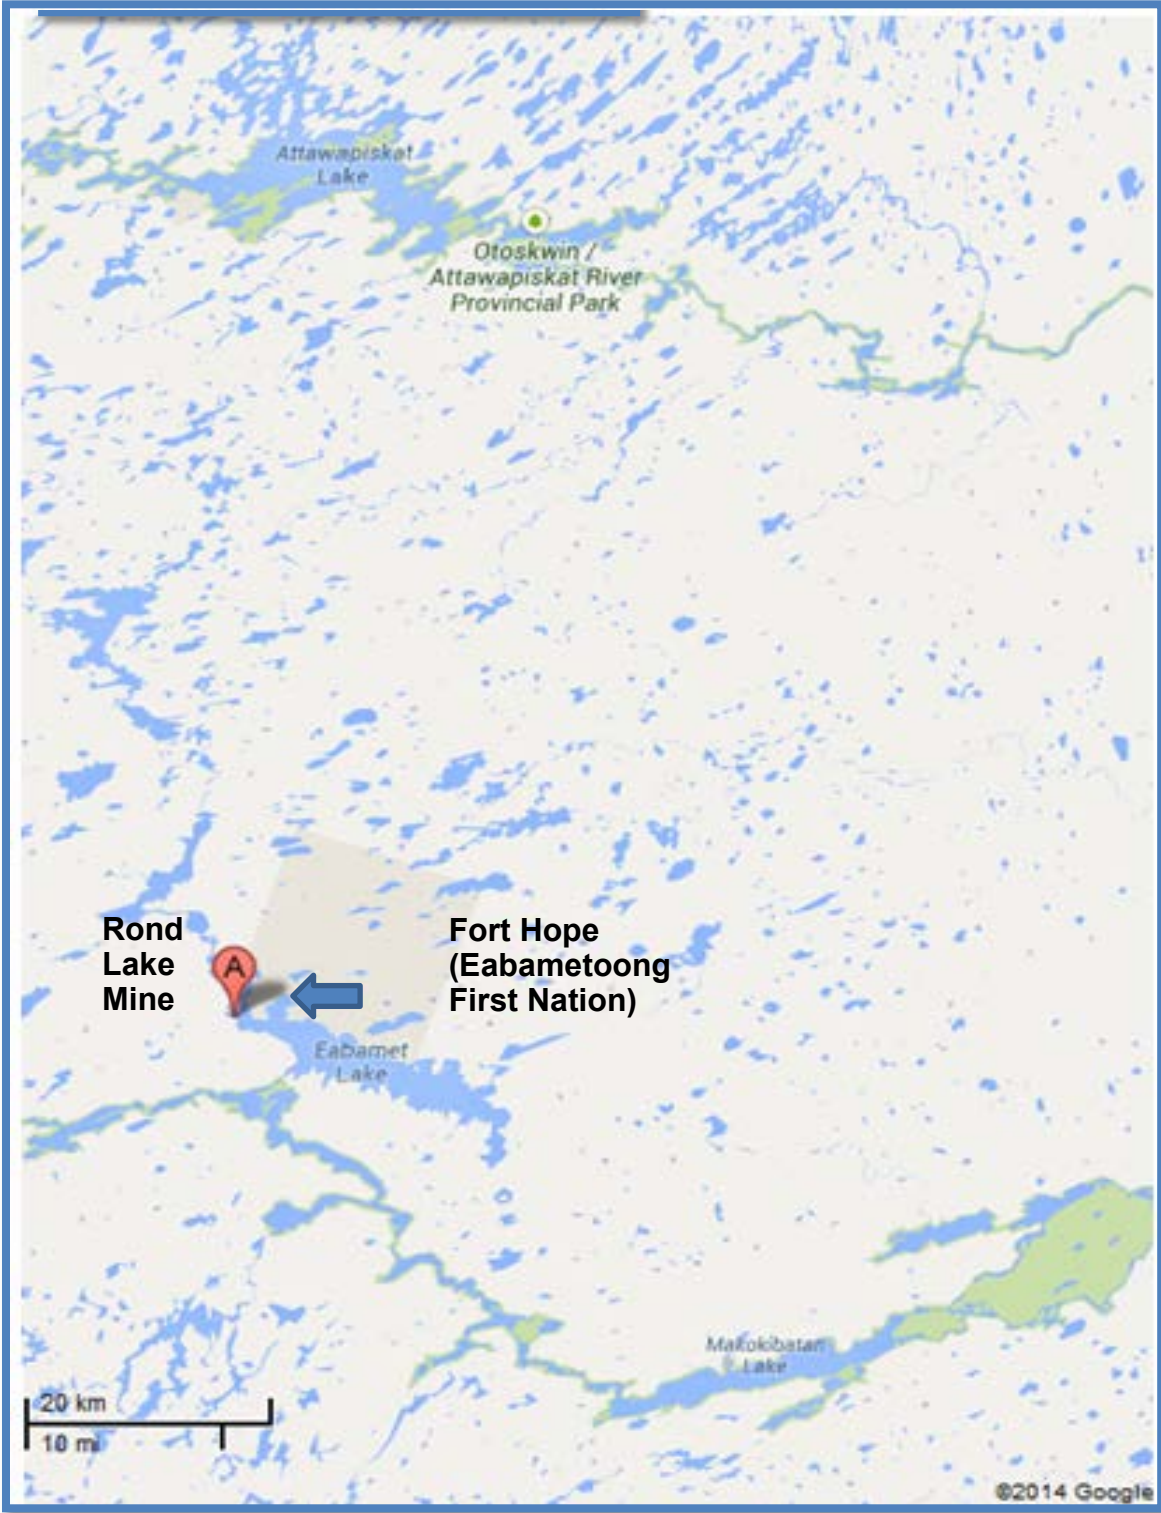 Attawapiskat
Lake
Otoskwin /
Attawapiskat River
Provincial Park
Rond
Lake
Mine
A
Fort Hope
(Eabametoong
First Nation)
Eabamet
Lake
Makokibatan
Lake
20 km
10 mi
©2014 Google